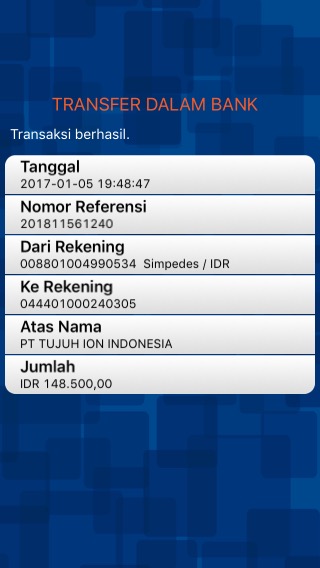 TRANSFER DALAM BANK
Transaksi berhasil.
Tanggal
2017-01-05 19:48:47
Nomor Referensi
201811561240
Dari Rekening
008801004990534 Simpedes / IDR
Ke Rekening
044401000240305
Atas Nama
PT TUJUH ION INDONESIA
Jumlah
IDR 148.500,00